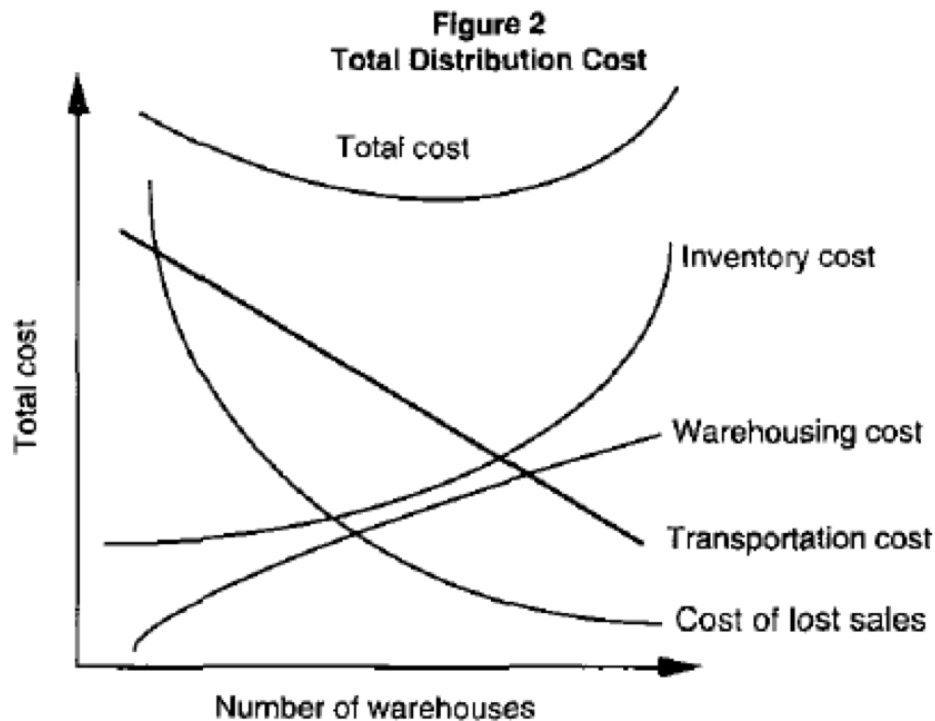 Figure 2
Total Distribution Cost
Total cost
Inventory cost
Total cost
Warehousing cost
Transportation cost
Cost of lost sales
Number of warehouses